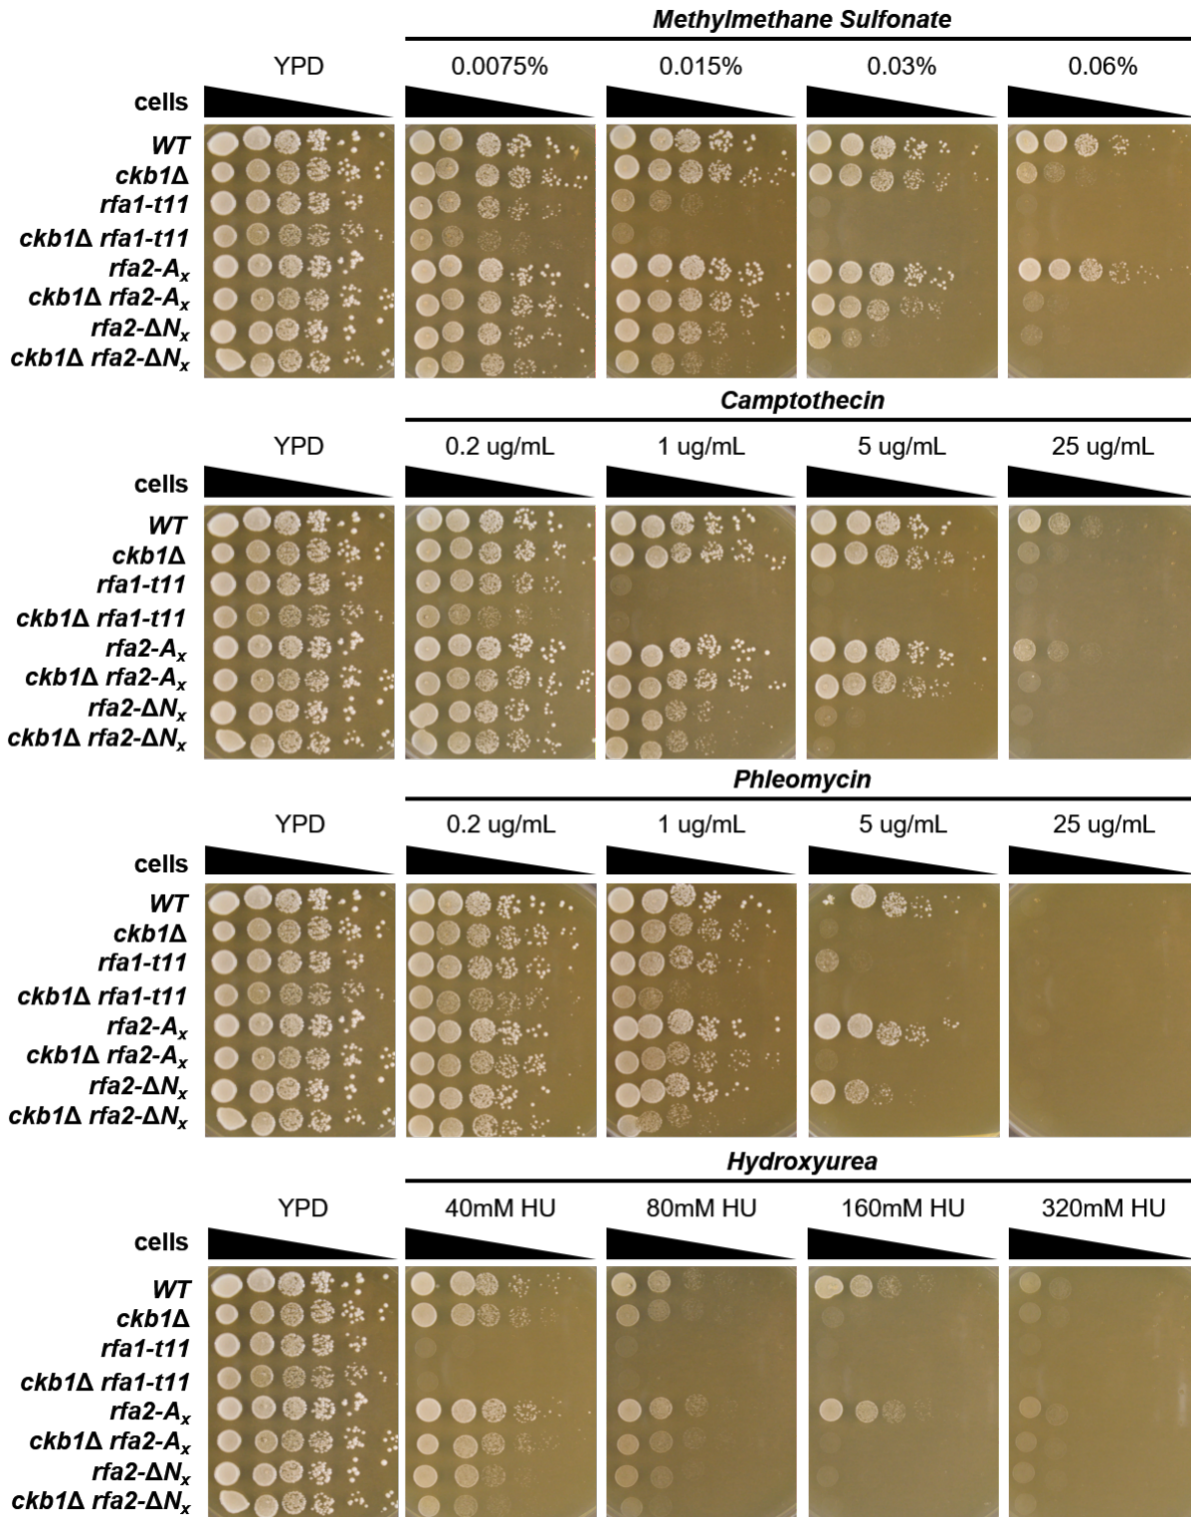 Methylmethane Sulfonate
YPD 0.0075% 0.015% 0.03% 0.06%
cells
WT
ckb1Δ
rfa1-t11
ckb1Δ rfa1-t11
rfa2-Ax
ckb1Δ rfa2-Ax
rfa2-ΔNx
ckb1Δ rfa2-ΔNx
Camptothecin
YPD 0.2 ug/mL 1 ug/mL 5 ug/mL 25 ug/mL
cells
WT
ckb1Δ
rfa1-t11
ckb1Δ rfa1-t11
rfa2-Ax
ckb1Δ rfa2-Ax
rfa2-ΔNx
ckb1Δ rfa2-ΔNx
Phleomycin
YPD 0.2 ug/mL 1 ug/mL 5 ug/mL 25 ug/mL
cells
WT
ckb1Δ
rfa1-t11
ckb1Δ rfa1-t11
rfa2-Ax
ckb1Δ rfa2-Ax
rfa2-ΔNx
ckb1Δ rfa2-ΔNx
Hydroxyurea
YPD 40mM HU 80mM HU 160mM HU 320mM HU
cells
WT
ckb1Δ
rfa1-t11
ckb1Δ rfa1-t11
rfa2-Ax
ckb1Δ rfa2-Ax
rfa2-ΔNx
ckb1Δ rfa2-ΔNx